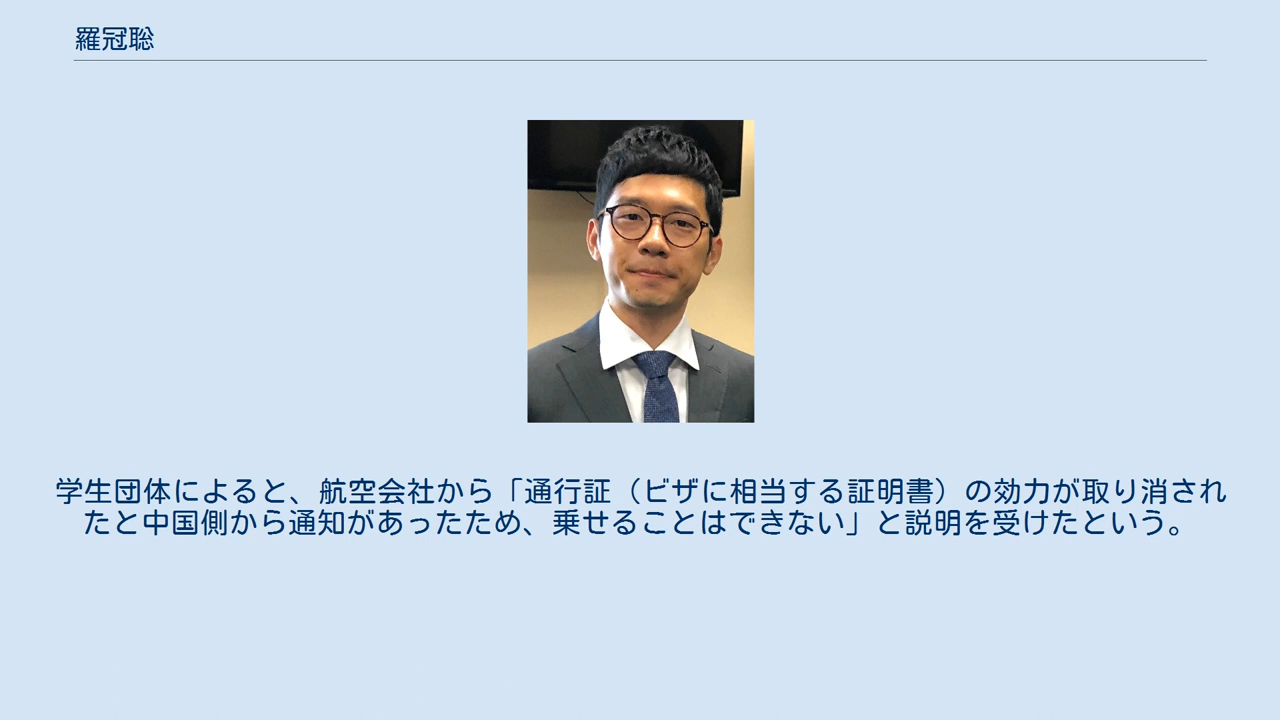 羅冠聡
学生団体によると、航空会社から「通行証（ビザに相当する証明書）の効力が取り消され
たと中国側から通知があったため、乗せることはできない」と説明を受けたという。